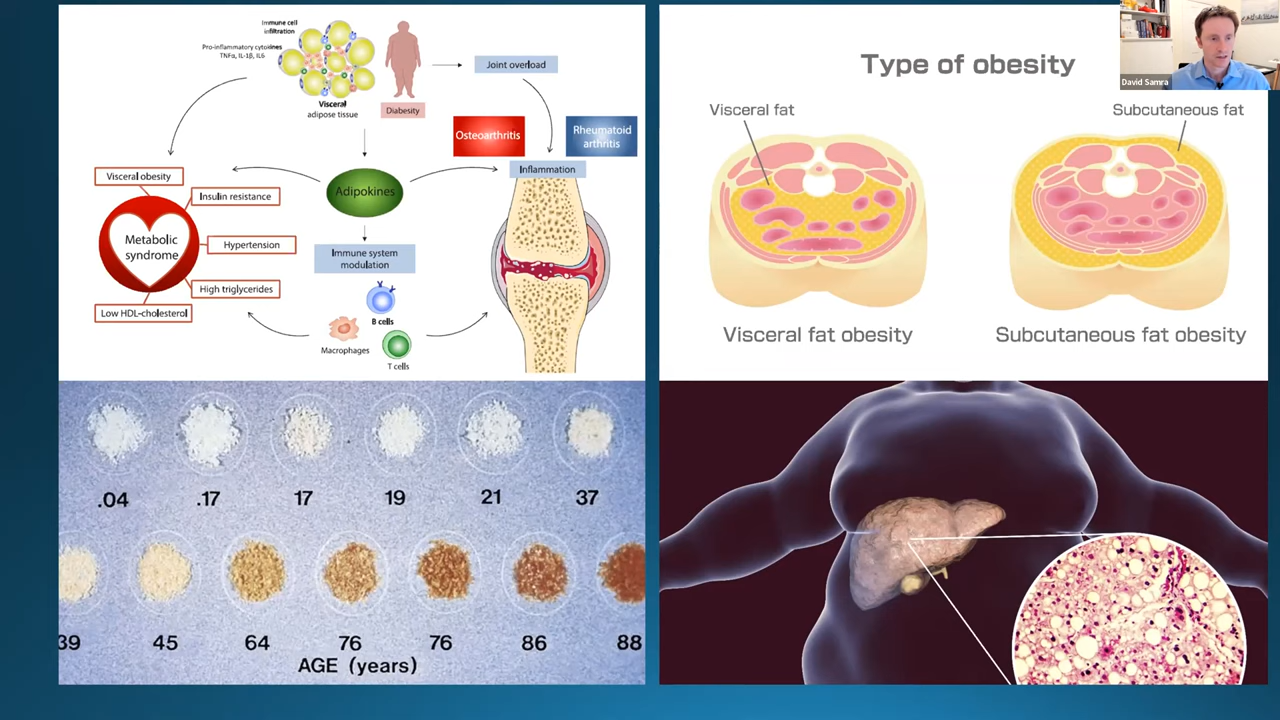 Immune cell
infiltration
Pro-inflammatory cytokines
TNFα, IL-1β, IL6
Visceral
adipose tissue
Diabesity
Joint overload
Osteoarthritis
Rheumatoid
arthritis
Inflammation
Adipokines
Immune system
modulation
B cells
Macrophages
T cells
Visceral obesity
Insulin resistance
Metabolic
syndrome
Hypertension
High triglycerides
Low HDL-cholesterol
Type of obesity
David Samra
Visceral fat
Subcutaneous fat
Visceral fat obesity
Subcutaneous fat obesity
.04 .17 17 19 21 37
39 45 64 76 76 86 88
AGE (years)